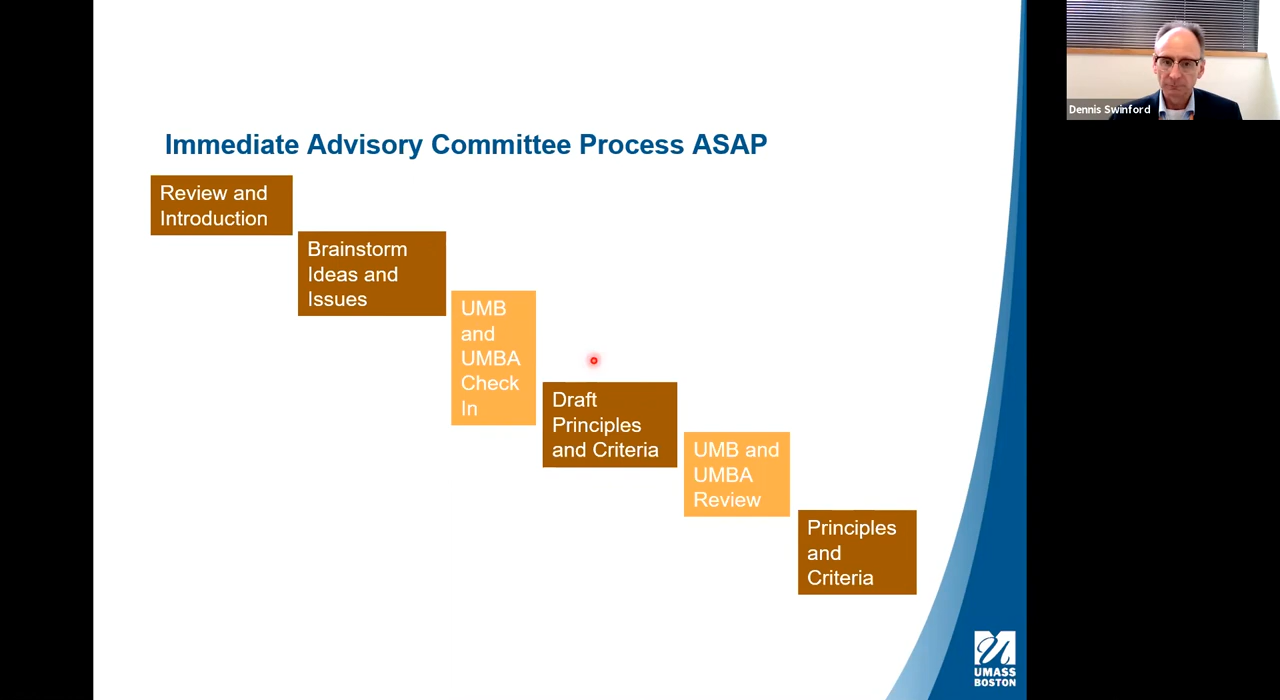 Immediate Advisory Committee Process ASAP
Review and
Introduction
Brainstorm
Ideas and
Issues
UMB
and
UMBA
Check
In
Draft
Principles
and Criteria
UMB and
UMBA
Review
Principles
and
Criteria
UMASS
BOSTON
Dennis Swinford